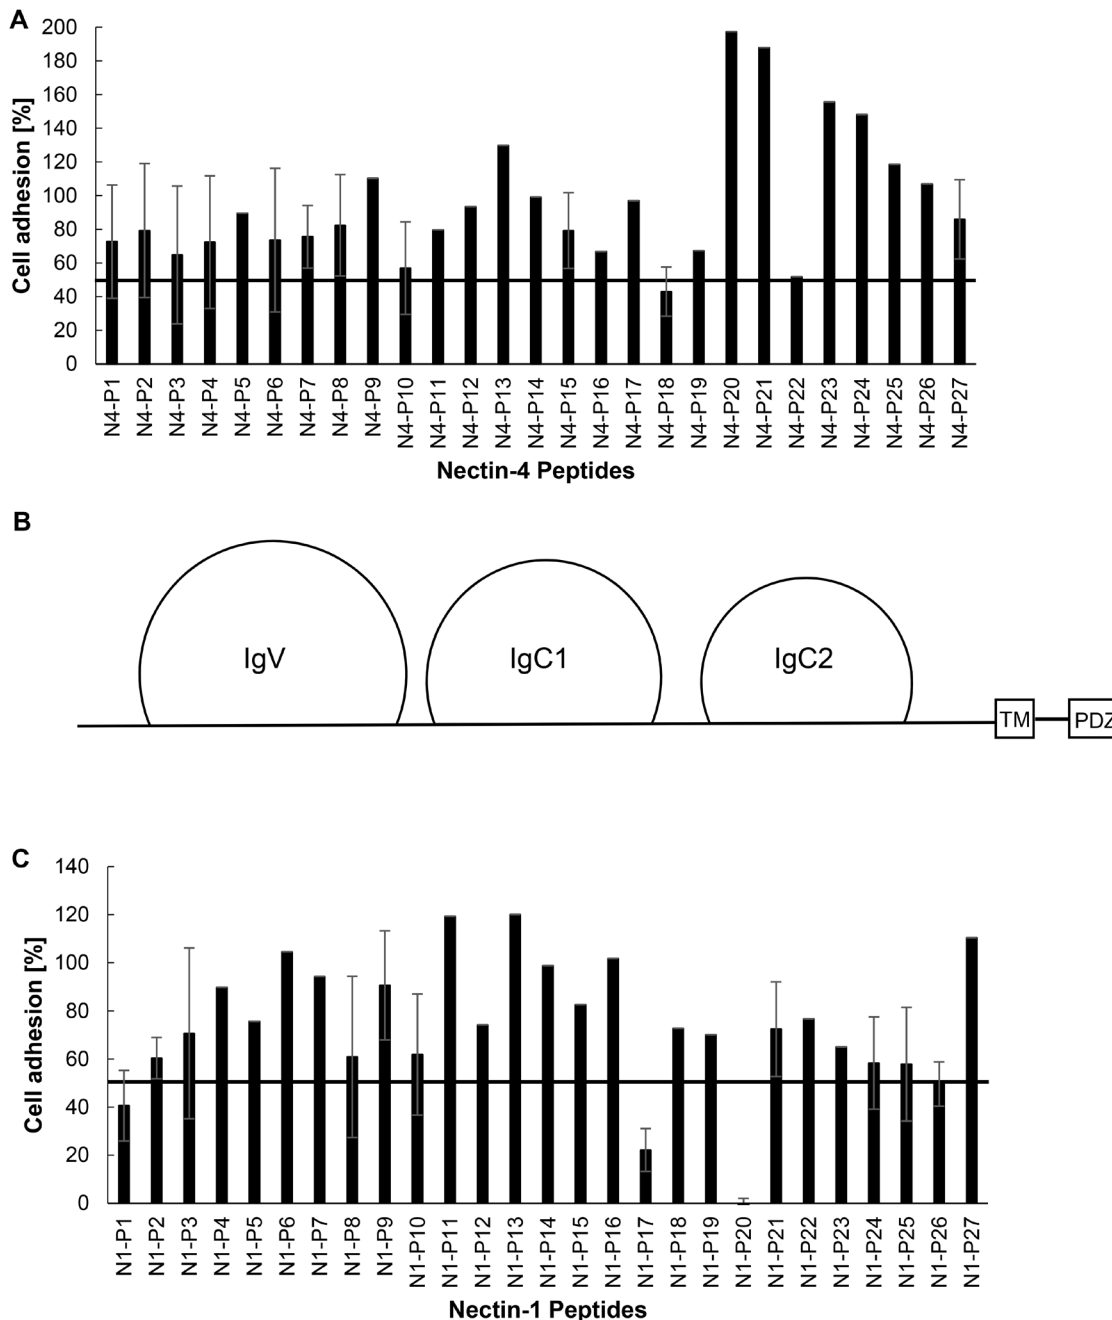 A
Cell adhesion [%]
200
180
160
140
120
100
80
60
40
20
0
N4-P1
N4-P2
N4-P3
N4-P4
N4-P5
N4-P6
N4-P7
N4-P8
N4-P9
N4-P10
N4-P11
N4-P12
N4-P13
N4-P14
N4-P15
N4-P16
N4-P17
N4-P18
N4-P19
N4-P20
N4-P21
N4-P22
N4-P23
N4-P24
N4-P25
N4-P26
N4-P27
Nectin-4 Peptides
B
IgV
IgC1
IgC2
TM
PDZ
C
Cell adhesion [%]
140
120
100
80
60
40
20
0
N1-P1
N1-P2
N1-P3
N1-P4
N1-P5
N1-P6
N1-P7
N1-P8
N1-P9
N1-P10
N1-P11
N1-P12
N1-P13
N1-P14
N1-P15
N1-P16
N1-P17
N1-P18
N1-P19
N1-P20
N1-P21
N1-P22
N1-P23
N1-P24
N1-P25
N1-P26
N1-P27
Nectin-1 Peptides